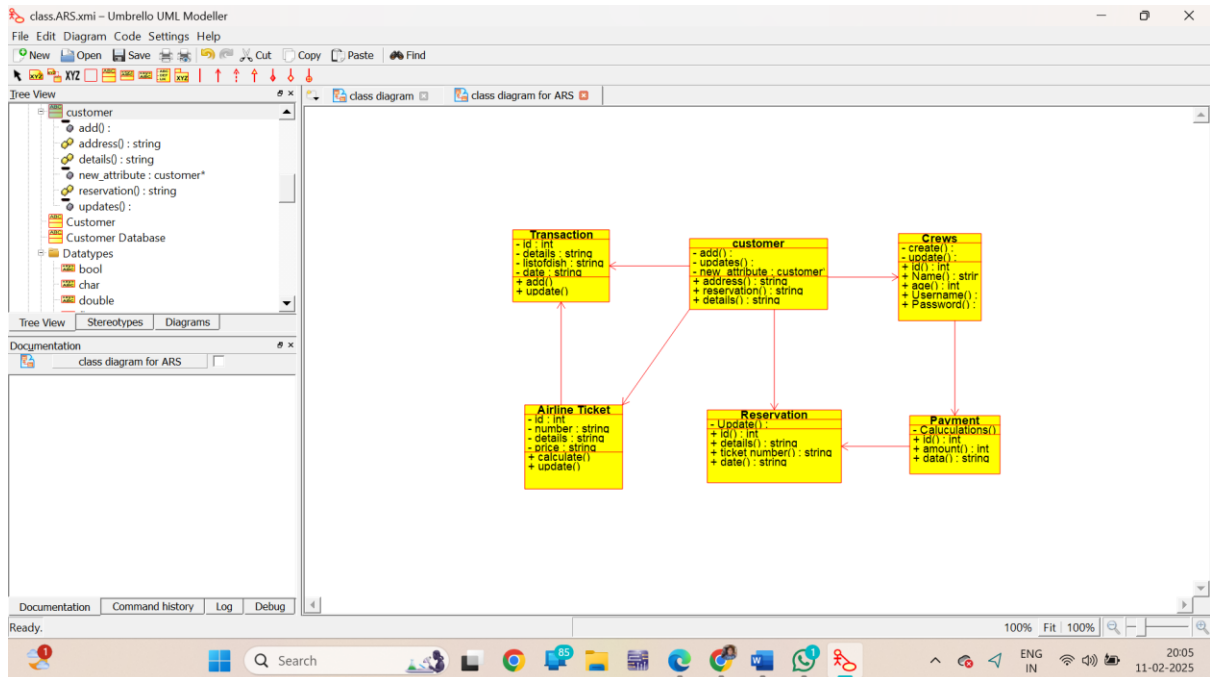 class.ARS.xmi – Umbrello UML Modeller
File Edit Diagram Code Settings Help
New Open Save Cut Copy Paste Find
XYZ
Tree View
class diagram
class diagram for ARS
customer
add() :
address() : string
details() : string
new_attribute : customer*
reservation() : string
updates() :
Customer
Customer Database
Datatypes
bool
char
double
Tree View Stereotypes Diagrams
Documentation
class diagram for ARS
Documentation Command history Log Debug
Transaction
- id : int
- details : string
- listofdish : string
- date : string
+ add()
+ update()
customer
- add() :
- updates() :
- new_attribute : customer
+ address() : string
+ reservation() : string
+ details() : string
Crews
- create() :
- update() :
+ id() : int
+ Name() : strir
+ age() : int
+ Username() :
+ Password() :
Airline Ticket
- id : int
- number : string
- details : string
- price : string
+ calculate()
+ update()
Reservation
- Update() :
+ id() : int
+ details() : string
+ ticket number() : string
+ date() : string
Payment
- Caluculations()
+ id() : int
+ amount() : int
+ data() : string
Ready.
100% Fit 100%
1
Search
85
1
ENG
IN
20:05
11-02-2025